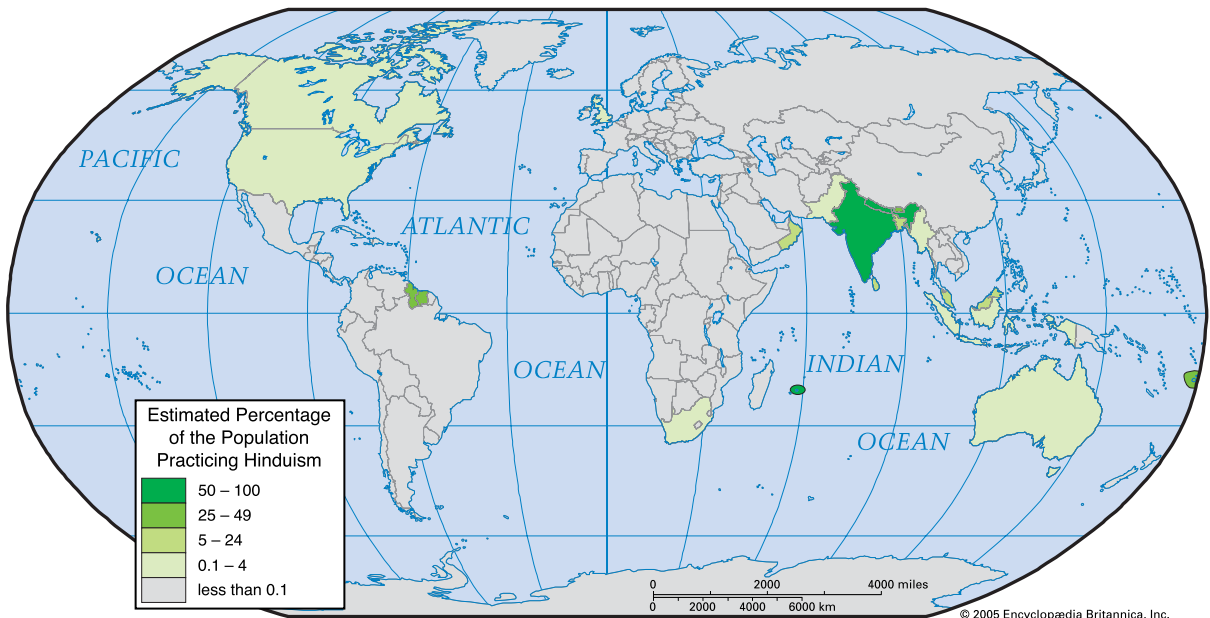 PACIFIC
OCEAN
ATLANTIC
OCEAN
INDIAN
OCEAN
Estimated Percentage
of the Population
Practicing Hinduism
50 – 100
25 – 49
5 – 24
0.1 – 4
less than 0.1
0 2000 4000 miles
0 2000 4000 6000 km
© 2005 Encyclopædia Britannica, Inc.